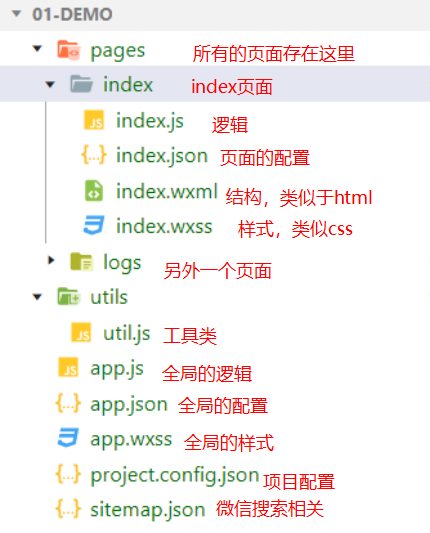 01-DEMO
pages 所有的页面存在这里
index index页面
JS index.js 逻辑
{..} index.json 页面的配置
index.wxml 结构，类似于html
index.wxss 样式，类似css
logs 另外一个页面
utils
JS util.js 工具类
JS app.js 全局的逻辑
{..} app.json 全局的配置
app.wxss 全局的样式
{..} project.config.json 项目配置
{..} sitemap.json 微信搜索相关